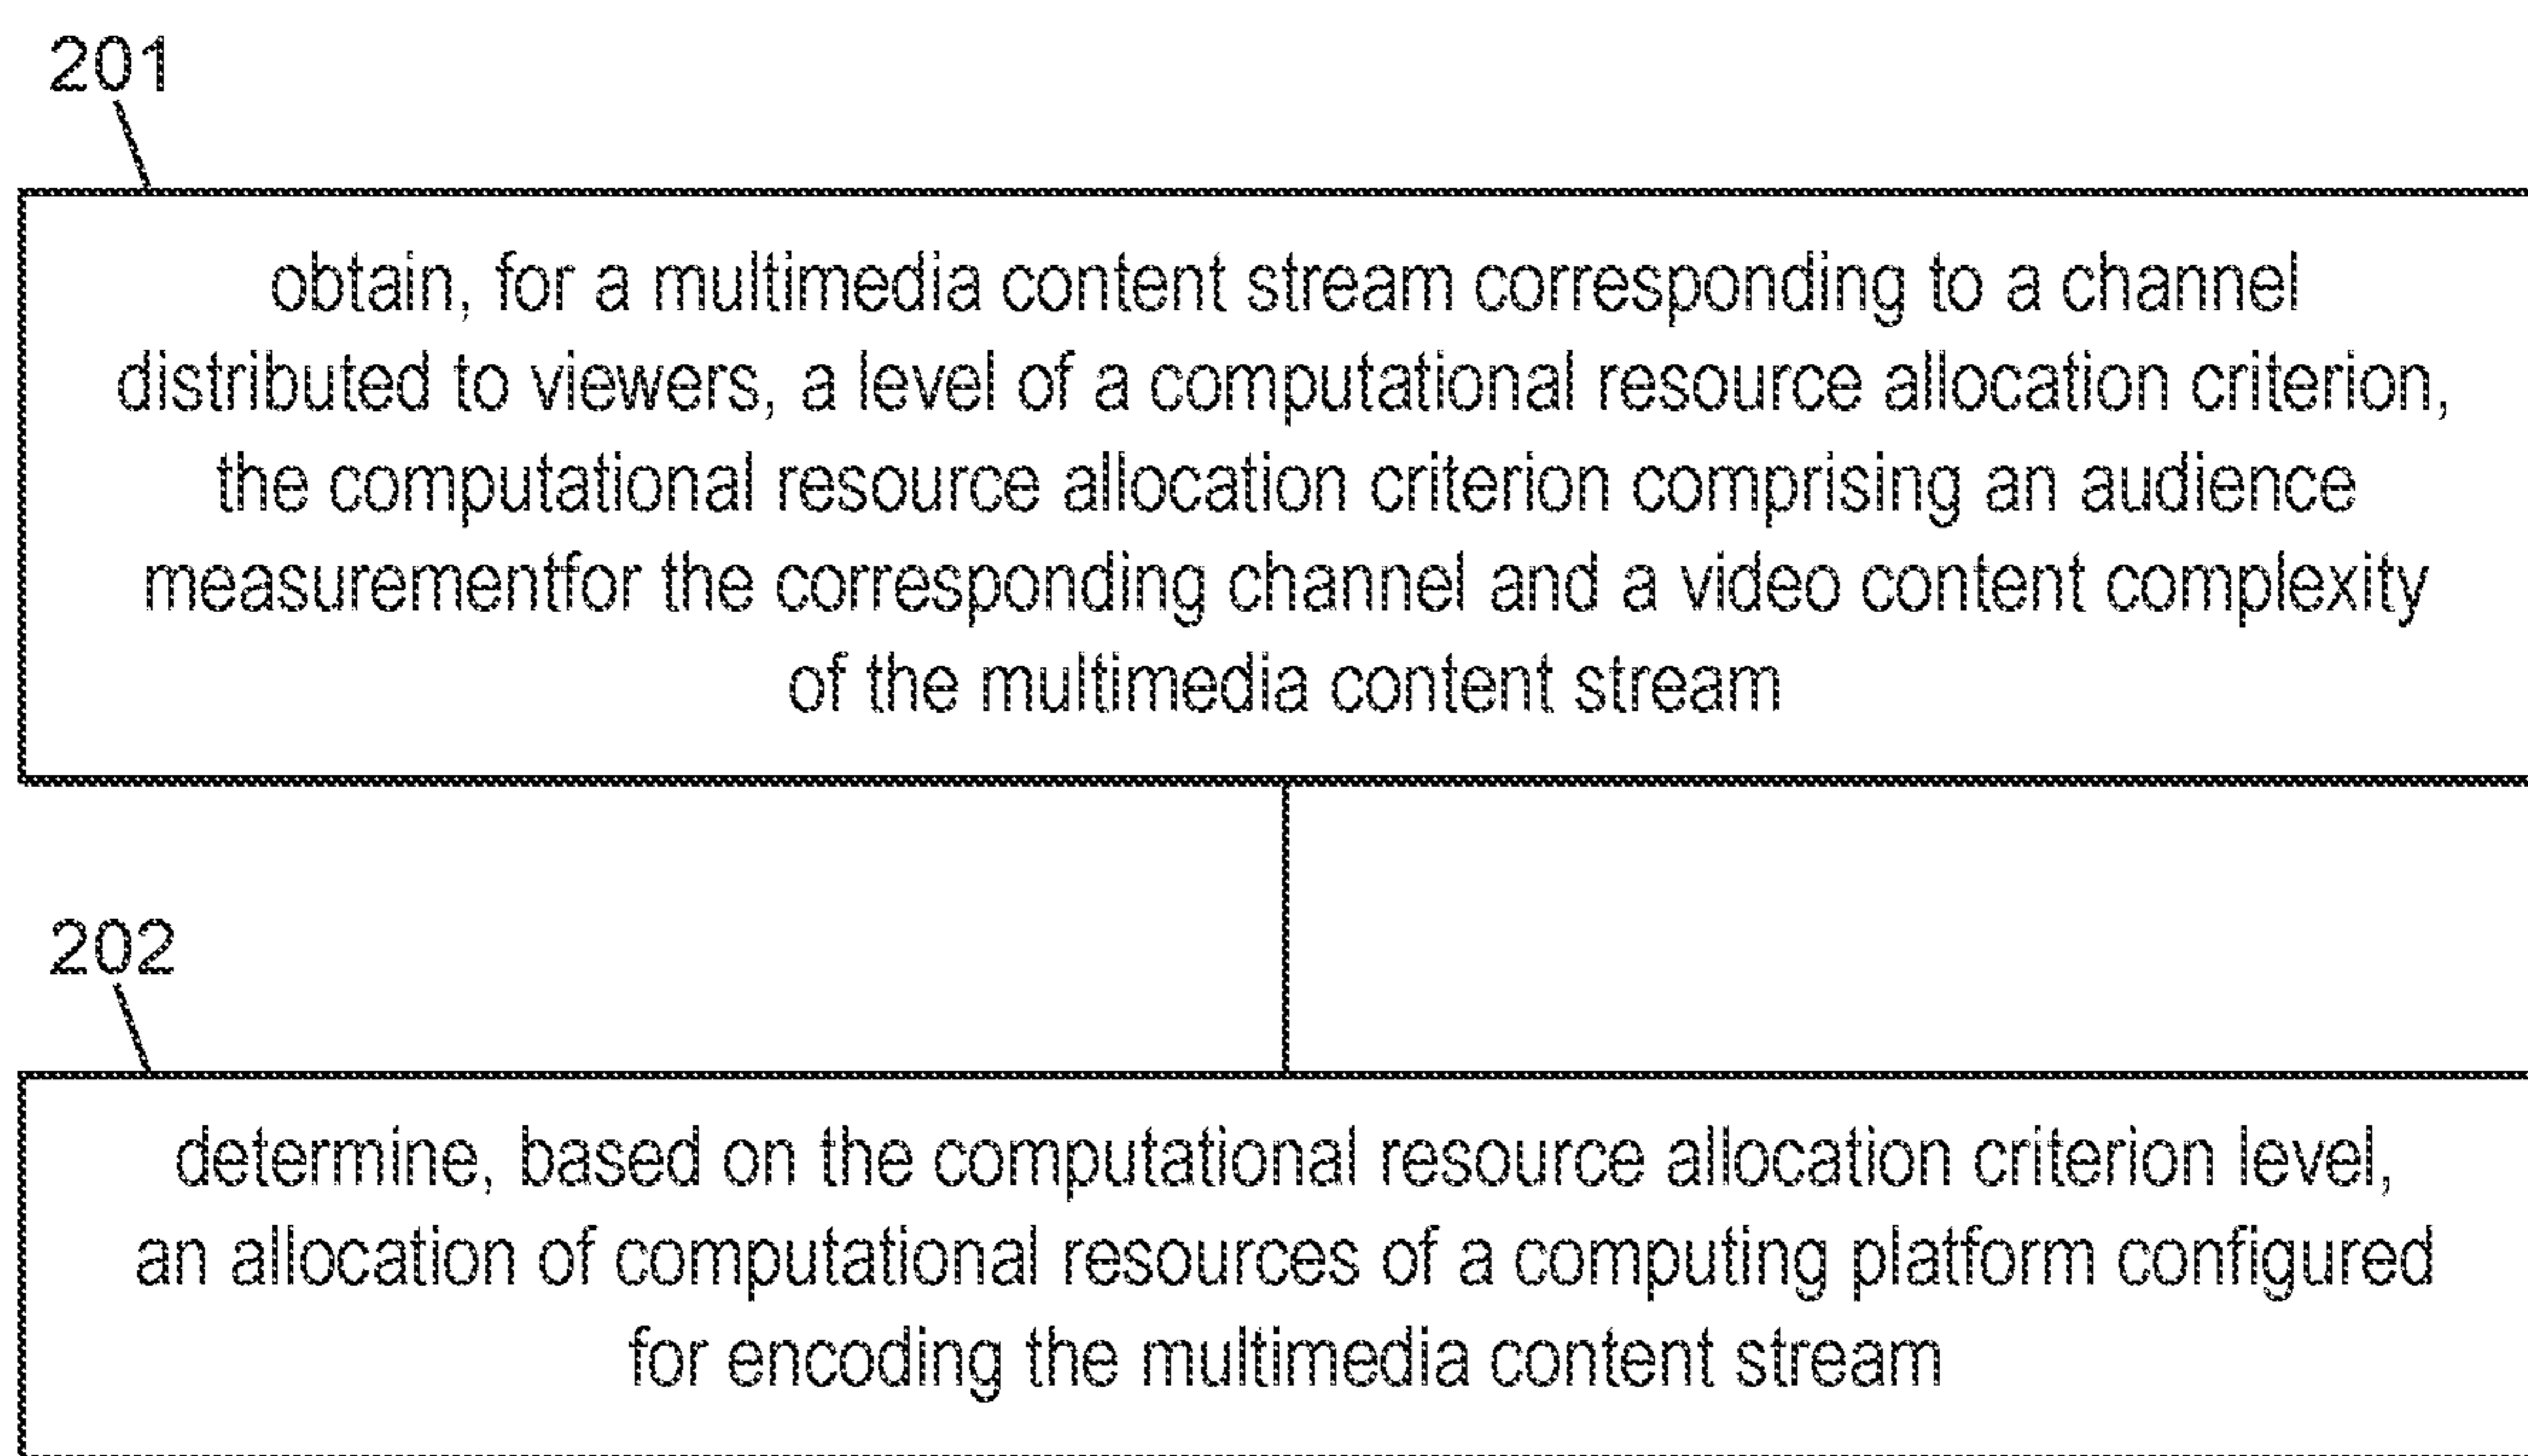 201
obtain, for a multimedia content stream corresponding to a channel
distributed to viewers, a level of a computational resource allocation criterion,
the computational resource allocation criterion comprising an audience
measurementfor the corresponding channel and a video content complexity
of the multimedia content stream
202
determine, based on the computational resource allocation criterion level,
an allocation of computational resources of a computing platform configured
for encoding the multimedia content stream